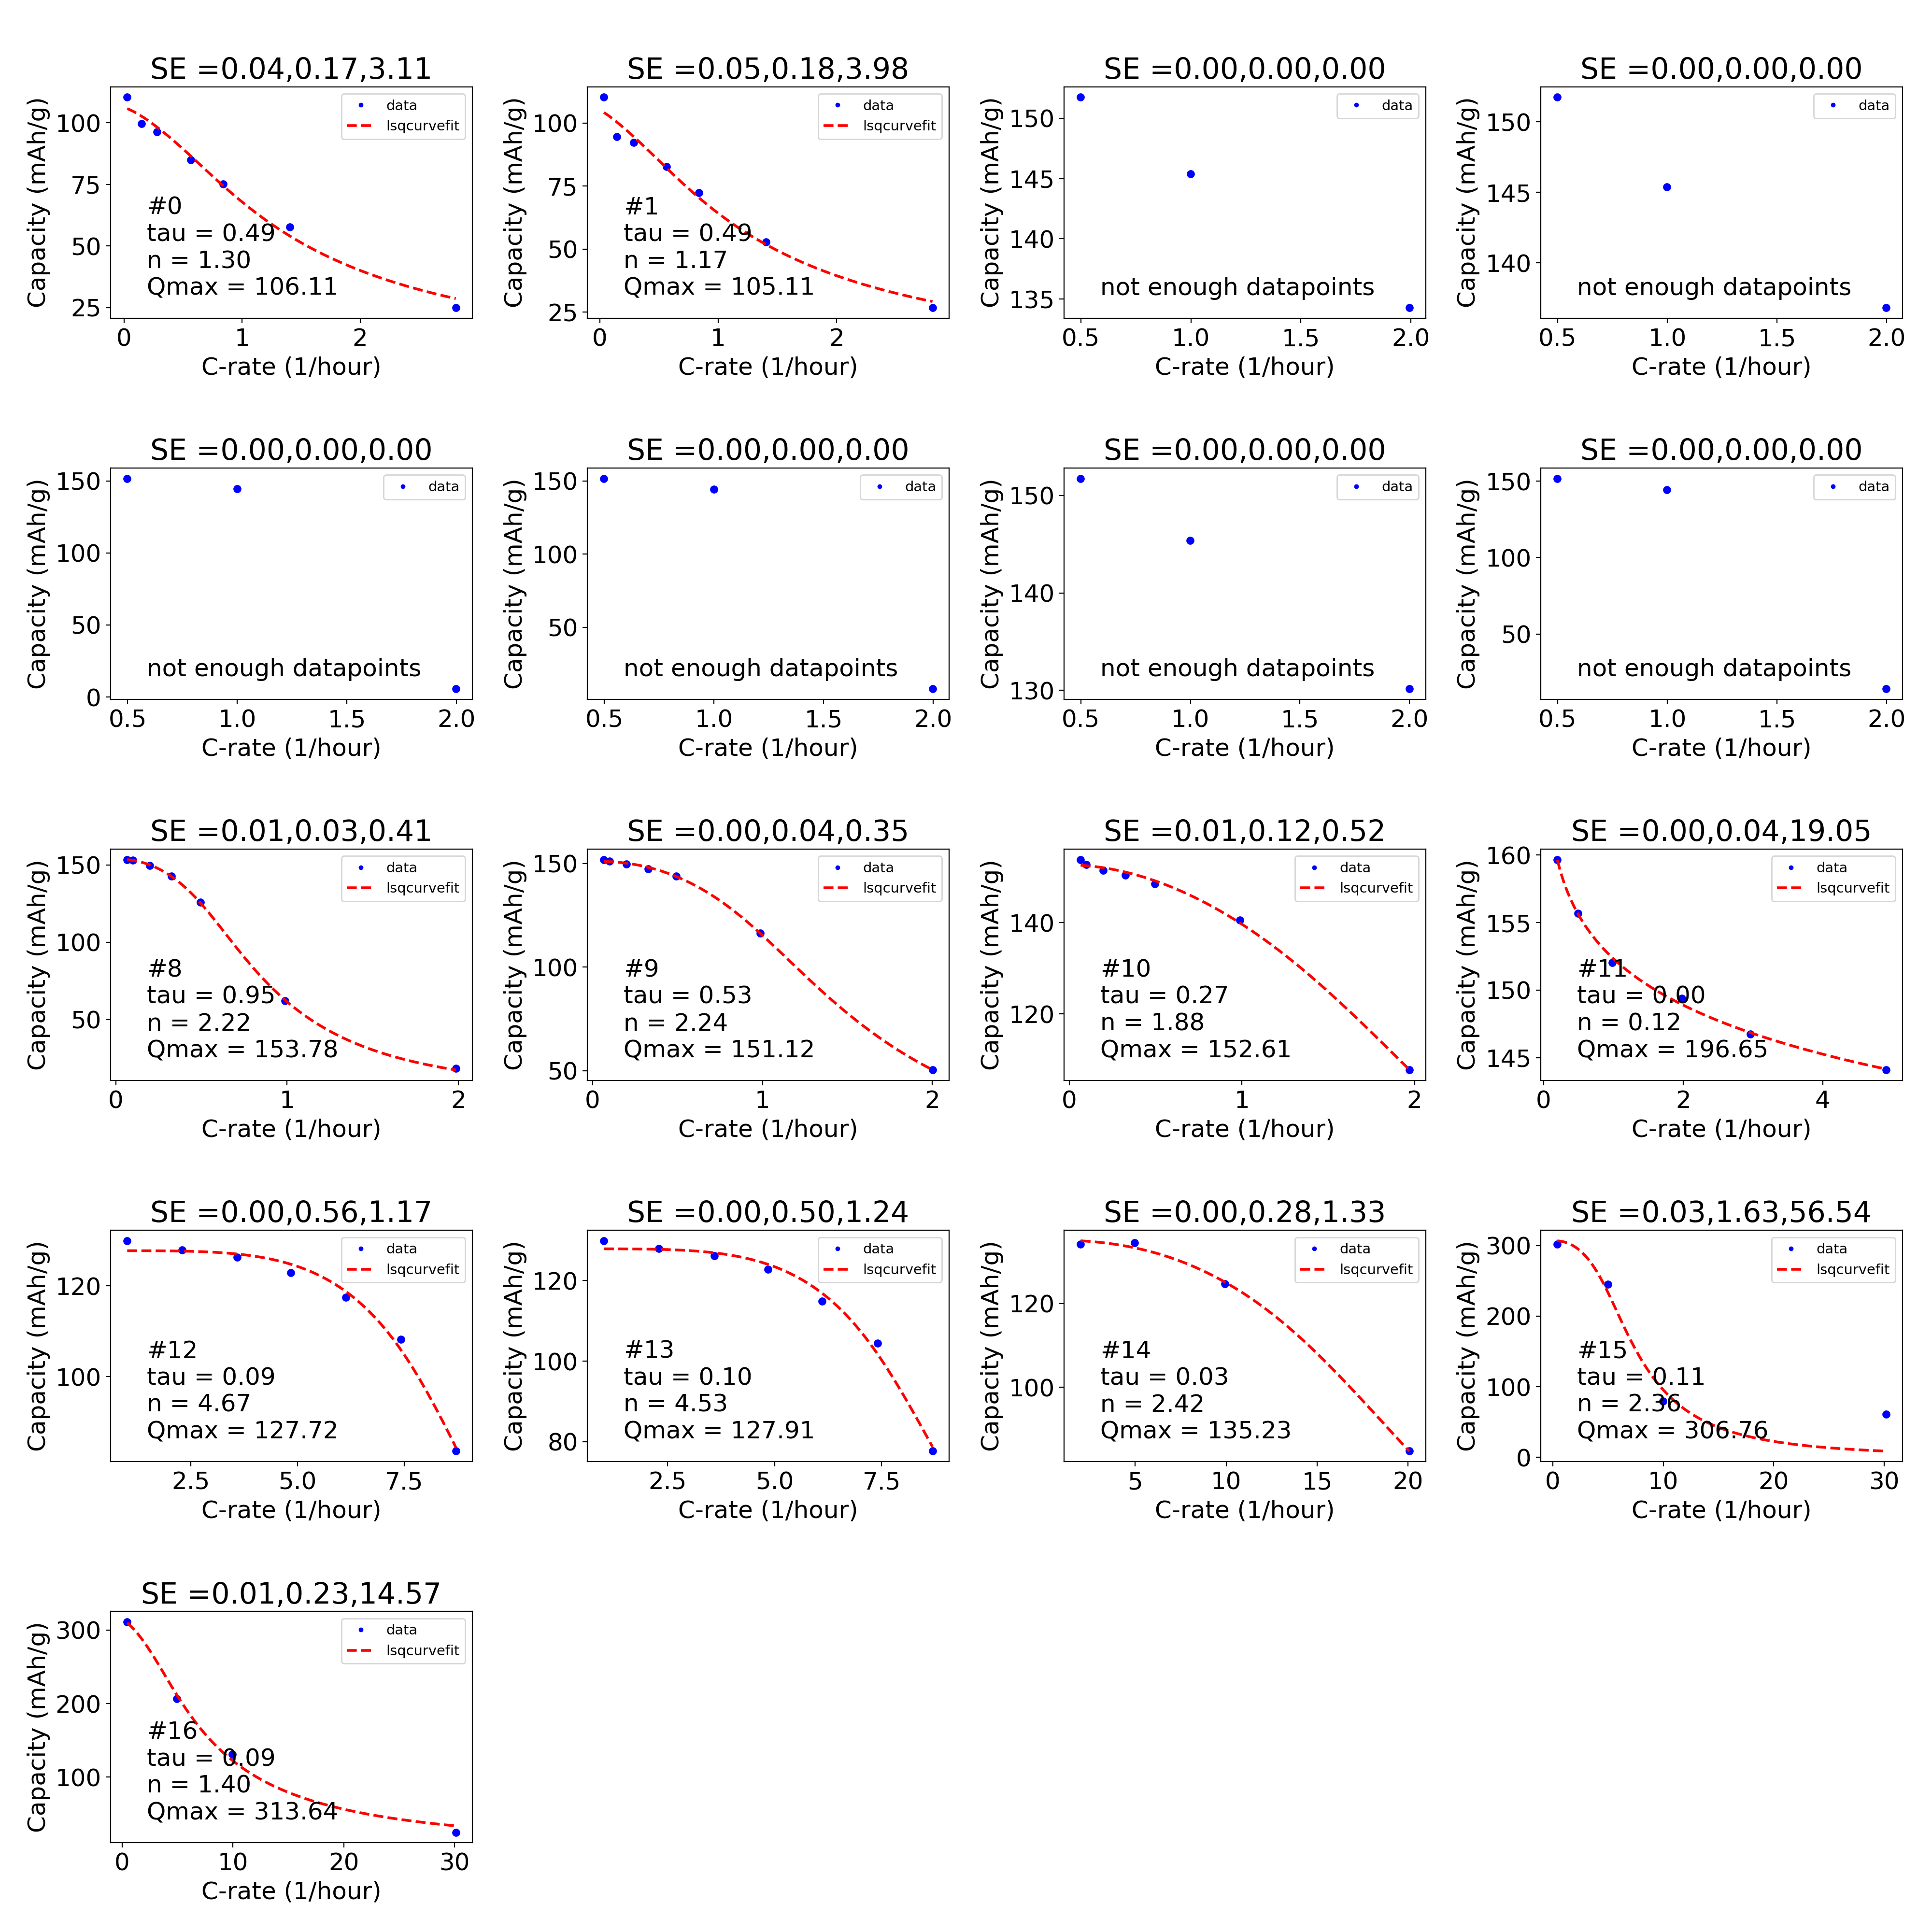 SE =0.04,0.17,3.11
Capacity (mAh/g)
100
75
50
25
data
lsqcurvefit
#0
tau = 0.49
n = 1.30
Qmax = 106.11
0 1 2
C-rate (1/hour)
SE =0.05,0.18,3.98
Capacity (mAh/g)
100
75
50
25
data
lsqcurvefit
#1
tau = 0.49
n = 1.17
Qmax = 105.11
0 1 2
C-rate (1/hour)
SE =0.00,0.00,0.00
Capacity (mAh/g)
150
145
140
135
data
not enough datapoints
0.5 1.0 1.5 2.0
C-rate (1/hour)
SE =0.00,0.00,0.00
Capacity (mAh/g)
150
145
140
data
not enough datapoints
0.5 1.0 1.5 2.0
C-rate (1/hour)
SE =0.00,0.00,0.00
Capacity (mAh/g)
150
100
50
0
data
not enough datapoints
0.5 1.0 1.5 2.0
C-rate (1/hour)
SE =0.00,0.00,0.00
Capacity (mAh/g)
150
100
50
data
not enough datapoints
0.5 1.0 1.5 2.0
C-rate (1/hour)
SE =0.00,0.00,0.00
Capacity (mAh/g)
150
140
130
data
not enough datapoints
0.5 1.0 1.5 2.0
C-rate (1/hour)
SE =0.00,0.00,0.00
Capacity (mAh/g)
150
100
50
data
not enough datapoints
0.5 1.0 1.5 2.0
C-rate (1/hour)
SE =0.01,0.03,0.41
Capacity (mAh/g)
150
100
50
data
lsqcurvefit
#8
tau = 0.95
n = 2.22
Qmax = 153.78
0 1 2
C-rate (1/hour)
SE =0.00,0.04,0.35
Capacity (mAh/g)
150
100
50
data
lsqcurvefit
#9
tau = 0.53
n = 2.24
Qmax = 151.12
0 1 2
C-rate (1/hour)
SE =0.01,0.12,0.52
Capacity (mAh/g)
140
120
data
lsqcurvefit
#10
tau = 0.27
n = 1.88
Qmax = 152.61
0 1 2
C-rate (1/hour)
SE =0.00,0.04,19.05
Capacity (mAh/g)
160
155
150
145
data
lsqcurvefit
#11
tau = 0.00
n = 0.12
Qmax = 196.65
0 2 4
C-rate (1/hour)
SE =0.00,0.56,1.17
Capacity (mAh/g)
120
100
data
lsqcurvefit
#12
tau = 0.09
n = 4.67
Qmax = 127.72
2.5 5.0 7.5
C-rate (1/hour)
SE =0.00,0.50,1.24
Capacity (mAh/g)
120
100
80
data
lsqcurvefit
#13
tau = 0.10
n = 4.53
Qmax = 127.91
2.5 5.0 7.5
C-rate (1/hour)
SE =0.00,0.28,1.33
Capacity (mAh/g)
120
100
data
lsqcurvefit
#14
tau = 0.03
n = 2.42
Qmax = 135.23
5 10 15 20
C-rate (1/hour)
SE =0.03,1.63,56.54
Capacity (mAh/g)
300
200
100
0
data
lsqcurvefit
#15
tau = 0.11
n = 2.36
Qmax = 306.76
0 10 20 30
C-rate (1/hour)
SE =0.01,0.23,14.57
Capacity (mAh/g)
300
200
100
data
lsqcurvefit
#16
tau = 0.09
n = 1.40
Qmax = 313.64
0 10 20 30
C-rate (1/hour)